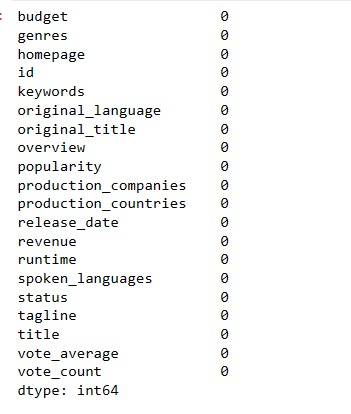 budget 0
genres 0
homepage 0
id 0
keywords 0
original_language 0
original_title 0
overview 0
popularity 0
production_companies 0
production_countries 0
release_date 0
revenue 0
runtime 0
spoken_languages 0
status 0
tagline 0
title 0
vote_average 0
vote_count 0
dtype: int64